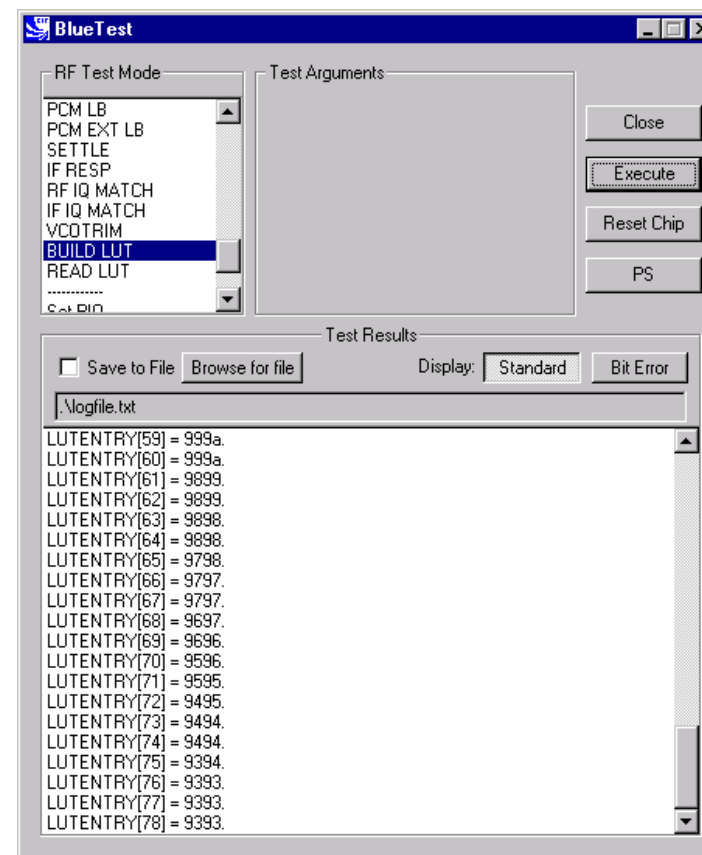 BlueTest
RF Test Mode
PCM LB
PCM EXT LB
SETTLE
IF RESP
RF IQ MATCH
IF IQ MATCH
VCOTRIM
BUILD LUT
READ LUT
------------
Set PIO
Test Arguments
Close
Execute
Reset Chip
PS
Test Results
Save to File
Browse for file
Display:
Standard
Bit Error
.\logfile.txt
LUTENTRY[59] = 999a.
LUTENTRY[60] = 999a.
LUTENTRY[61] = 9899.
LUTENTRY[62] = 9899.
LUTENTRY[63] = 9898.
LUTENTRY[64] = 9898.
LUTENTRY[65] = 9798.
LUTENTRY[66] = 9797.
LUTENTRY[67] = 9797.
LUTENTRY[68] = 9697.
LUTENTRY[69] = 9696.
LUTENTRY[70] = 9596.
LUTENTRY[71] = 9595.
LUTENTRY[72] = 9495.
LUTENTRY[73] = 9494.
LUTENTRY[74] = 9494.
LUTENTRY[75] = 9394.
LUTENTRY[76] = 9393.
LUTENTRY[77] = 9393.
LUTENTRY[78] = 9393.